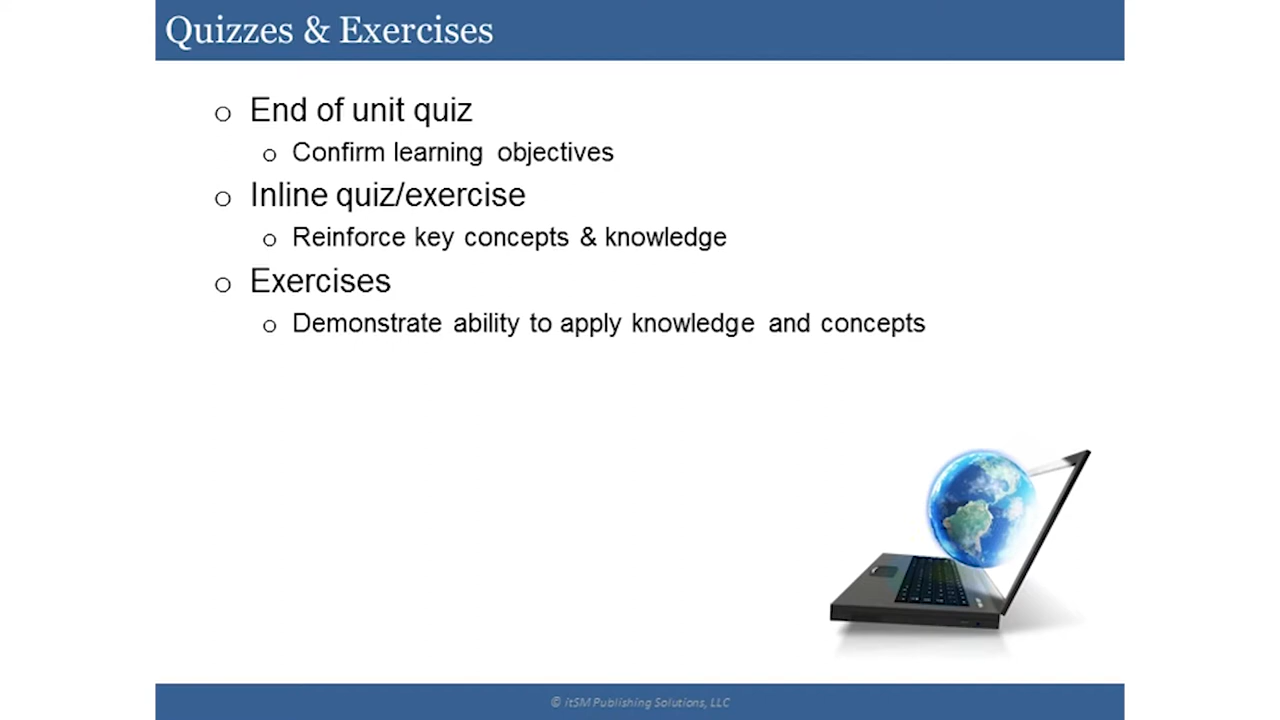 Quizzes & Exercises
End of unit quiz
Confirm learning objectives
Inline quiz/exercise
Reinforce key concepts & knowledge
Exercises
Demonstrate ability to apply knowledge and concepts
© itSM Publishing Solutions, LLC